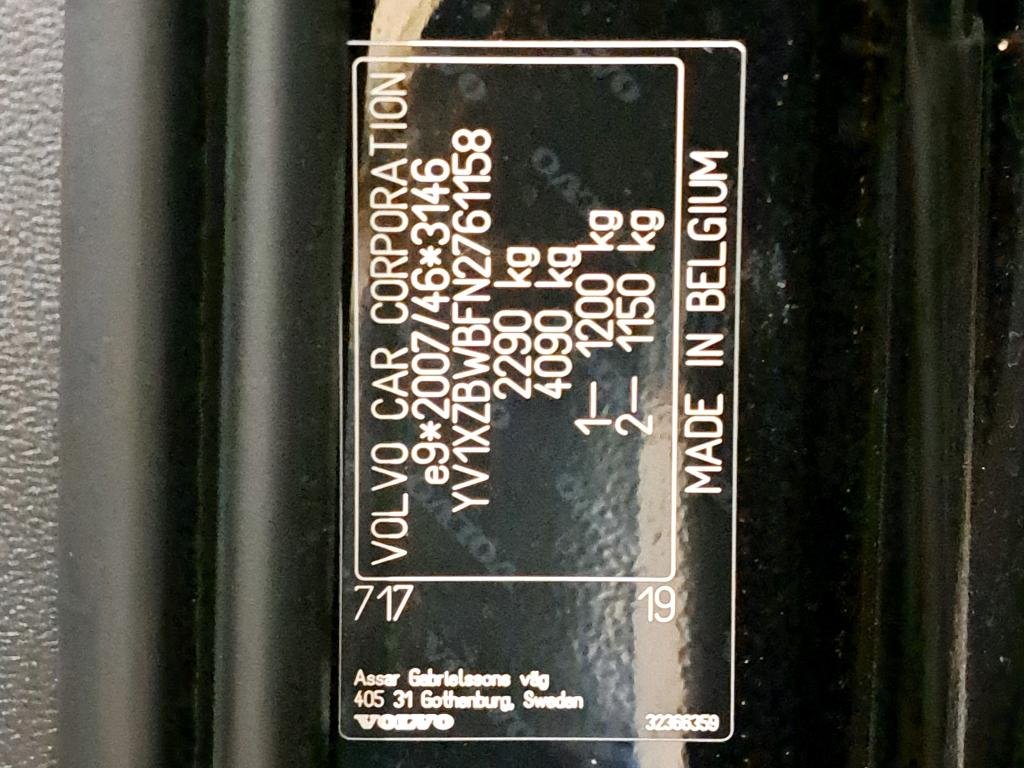 VOLVO CAR CORPORATION
e9*2007/46*3146
YV1XZBWBFN2761158
2290 kg
4090 kg
1– 1200 kg
2– 1150 kg
MADE IN BELGIUM
717
19
Assar Gabrielssons väg
405 31 Gothenburg, Sweden
VOLVO
32366359